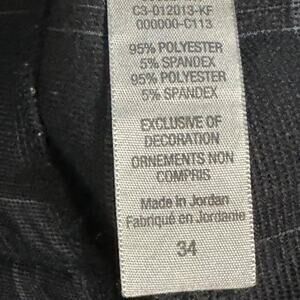 C3-012013-KF
000000-C113
95% POLYESTER
5% SPANDEX
95% POLYESTER
5% SPANDEX
EXCLUSIVE OF
DECORATION
ORNEMENTS NON
COMPRIS
Made in Jordan
Fabriqué en Jordanie
34